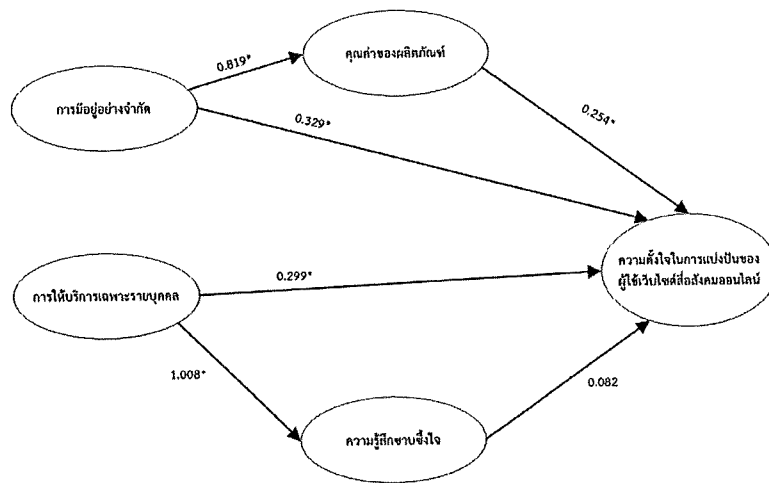 คุณค่าของผลิตภัณฑ์
0.819*
การมีอยู่อย่างจำกัด
0.329*
0.254*
ความตั้งใจในการแบ่งปันของ
ผู้ใช้เว็บไซต์สื่อสังคมออนไลน์
0.299*
การให้บริการเฉพาะรายบุคคล
1.008*
0.082
ความรู้สึกซาบซึ้งใจ